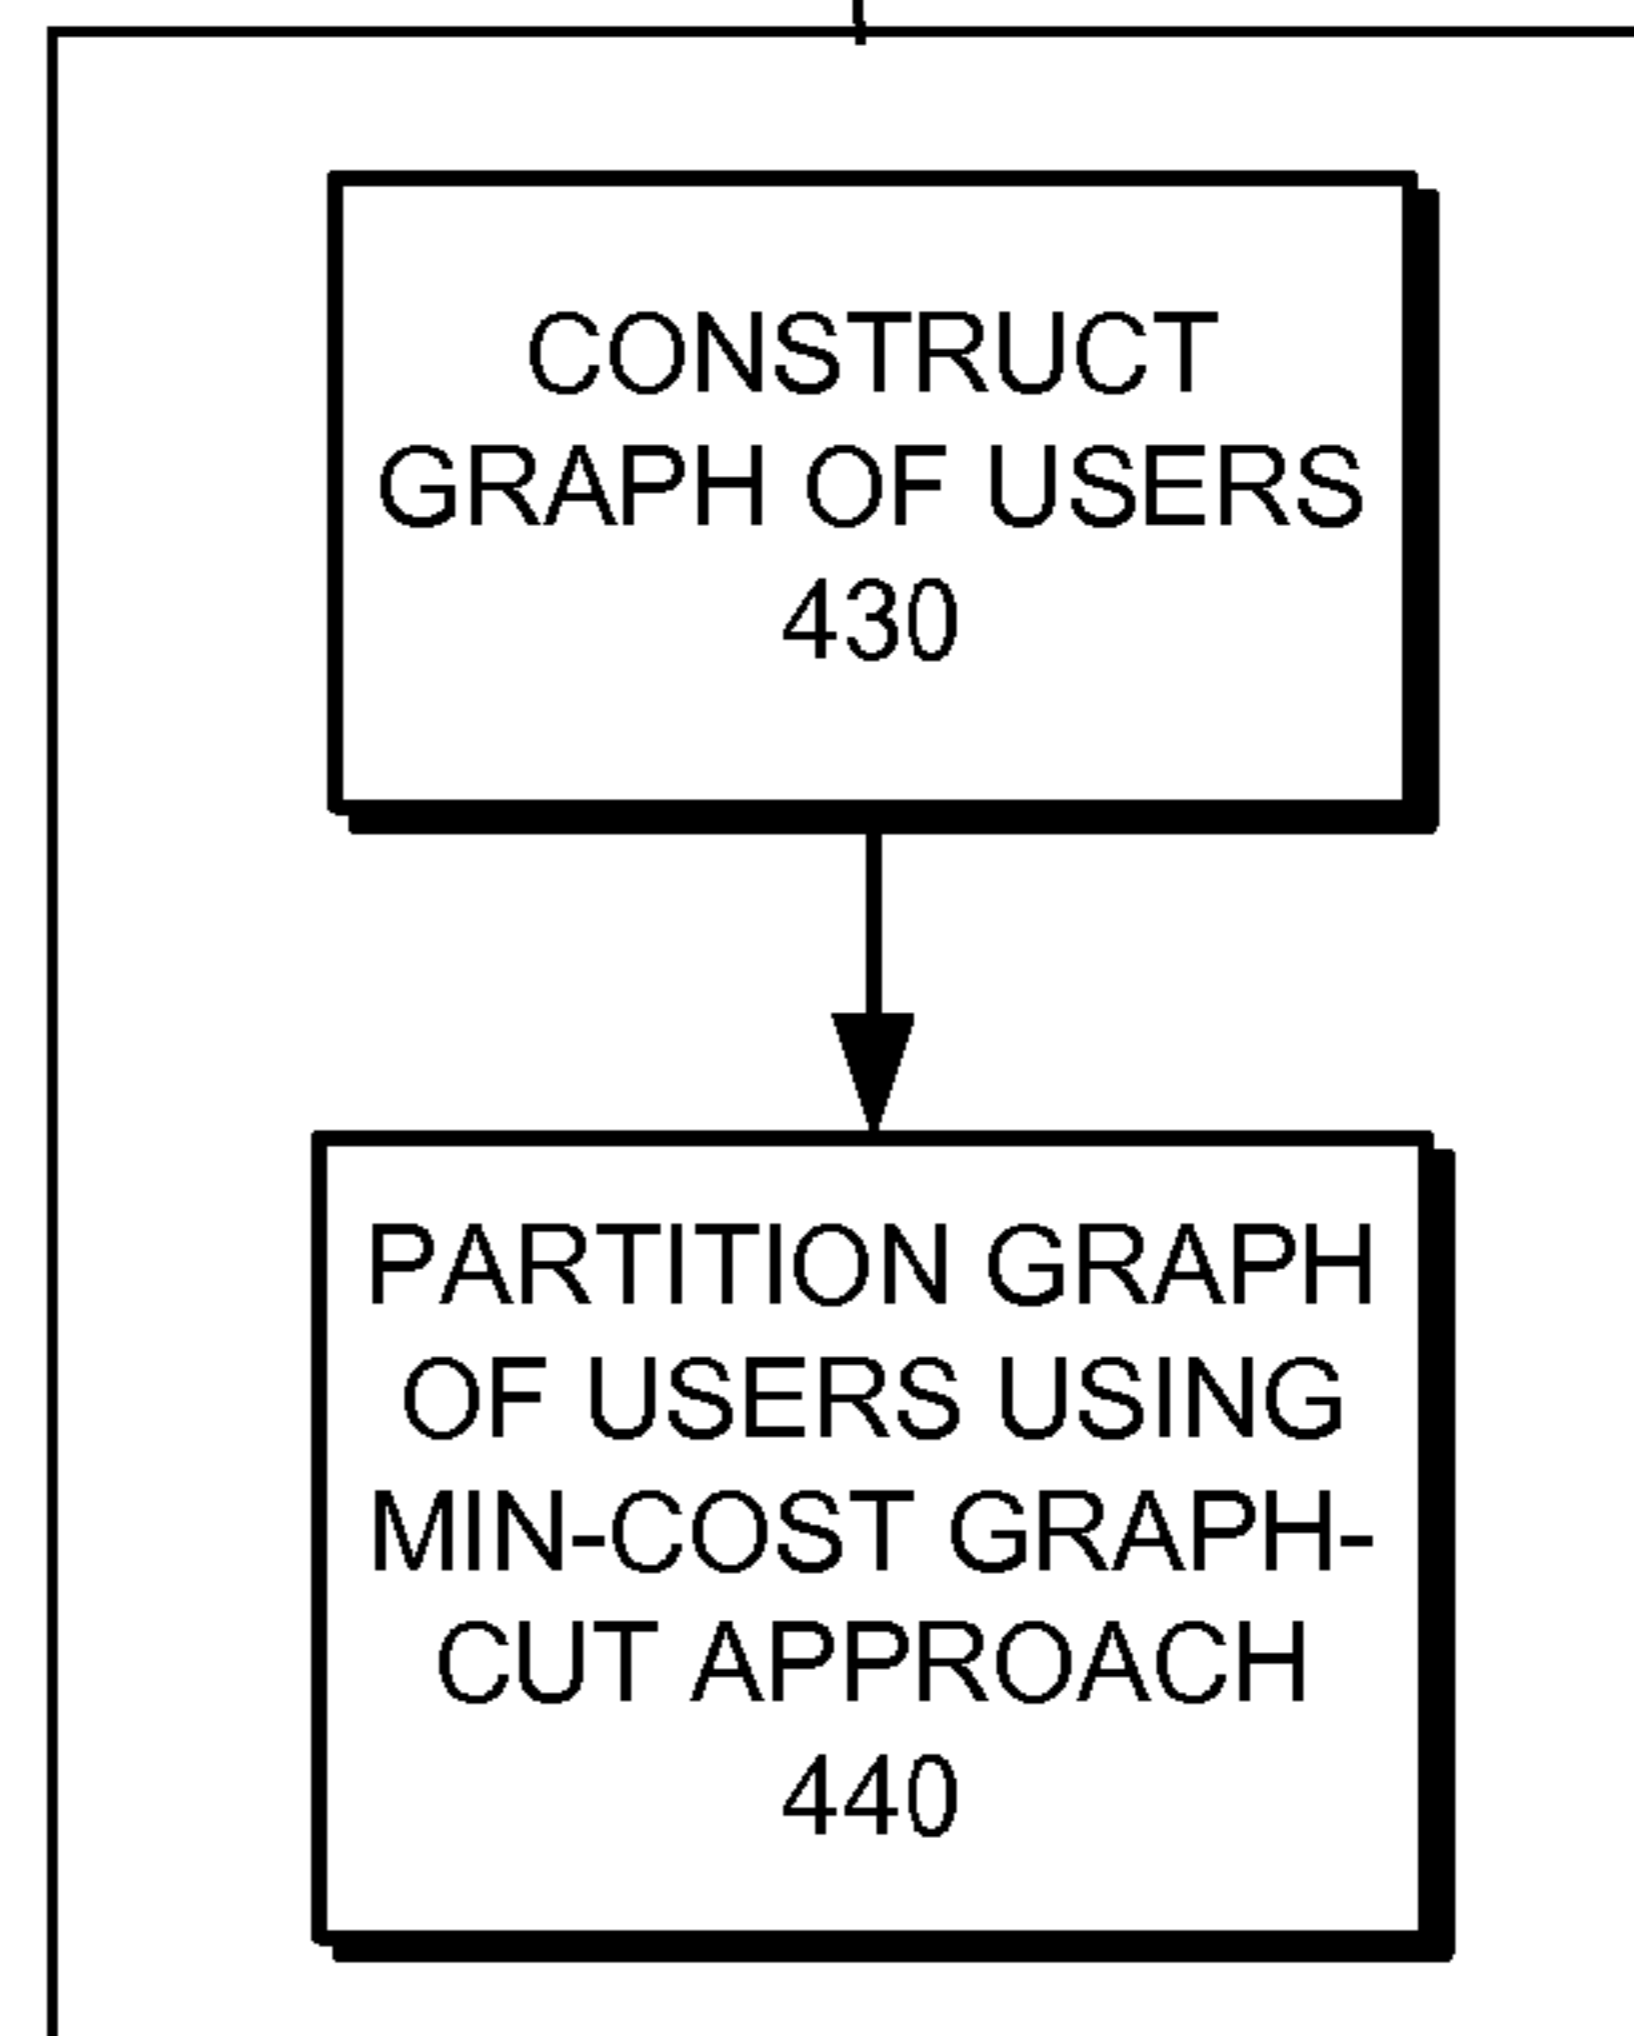 CONSTRUCT
GRAPH OF USERS
430
PARTITION GRAPH
OF USERS USING
MIN-COST GRAPH-
CUT APPROACH
440